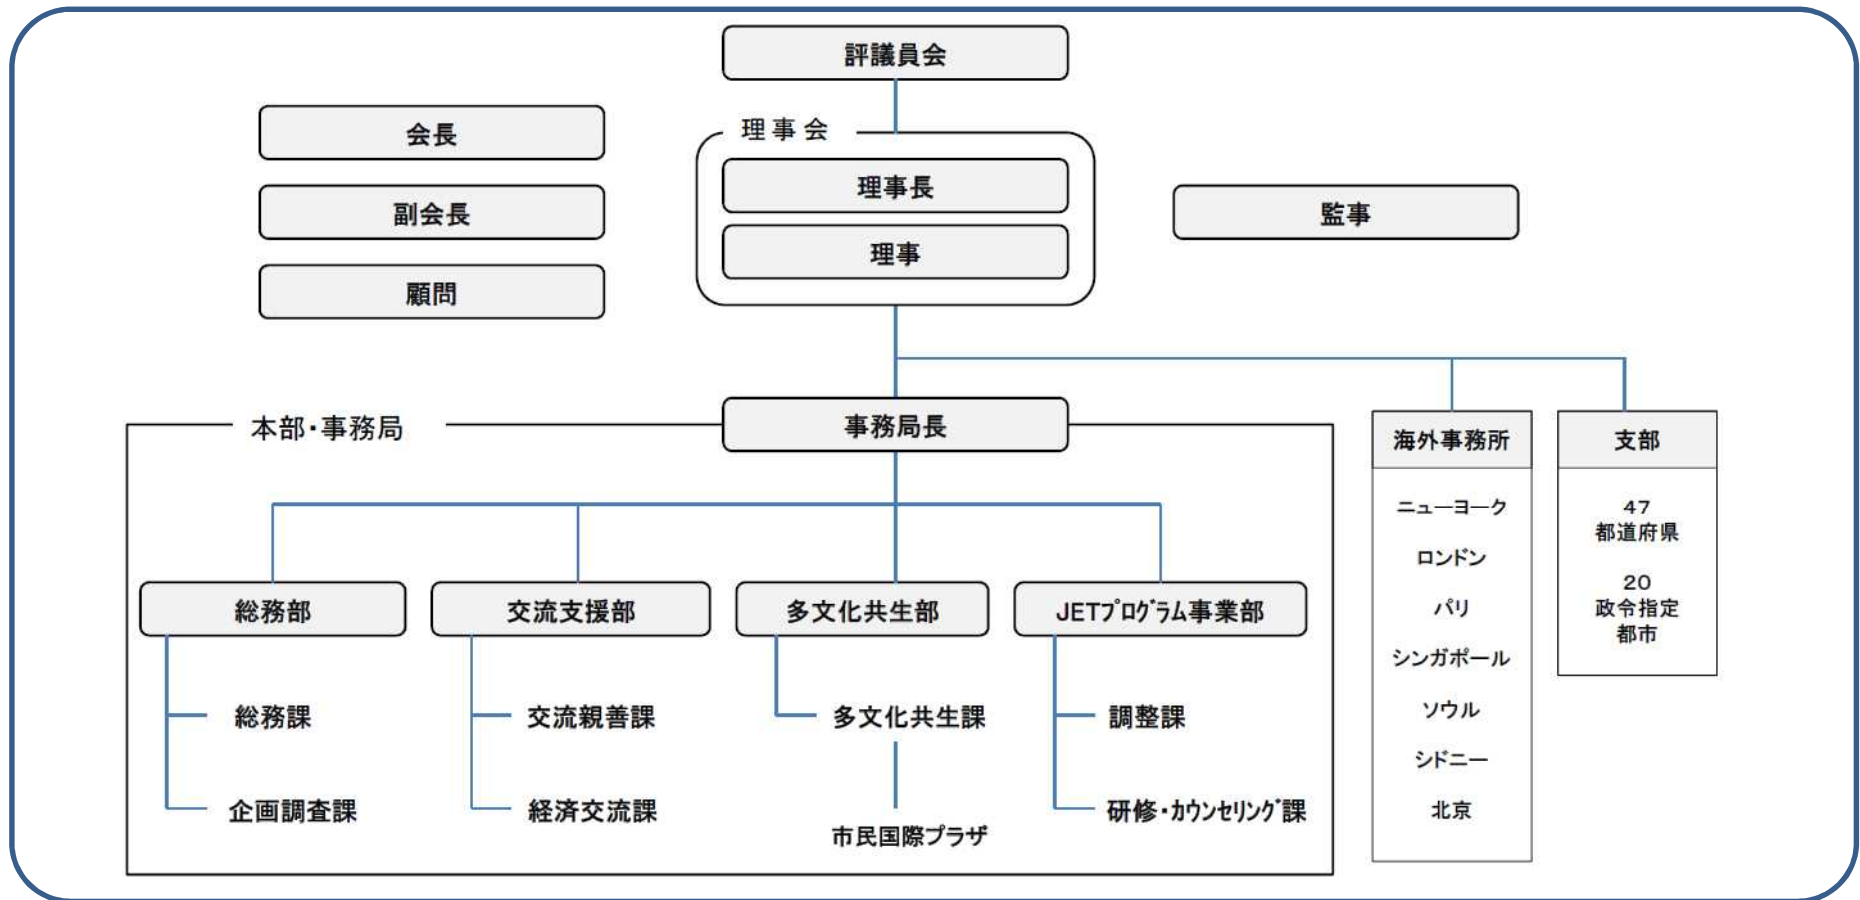 評議員会
会長
副会長
顧問
理事会
理事長
理事
監事
本部・事務局
事務局長
総務部
総務課
企画調査課
交流支援部
交流親善課
経済交流課
多文化共生部
多文化共生課
市民国際プラザ
JETﾌﾟﾛｸﾞﾗﾑ事業部
調整課
研修・ｶｳﾝｾﾘﾝｸﾞ課
海外事務所
ニューヨーク
ロンドン
パリ
シンガポール
ソウル
シドニー
北京
支部
47
都道府県
20
政令指定
都市